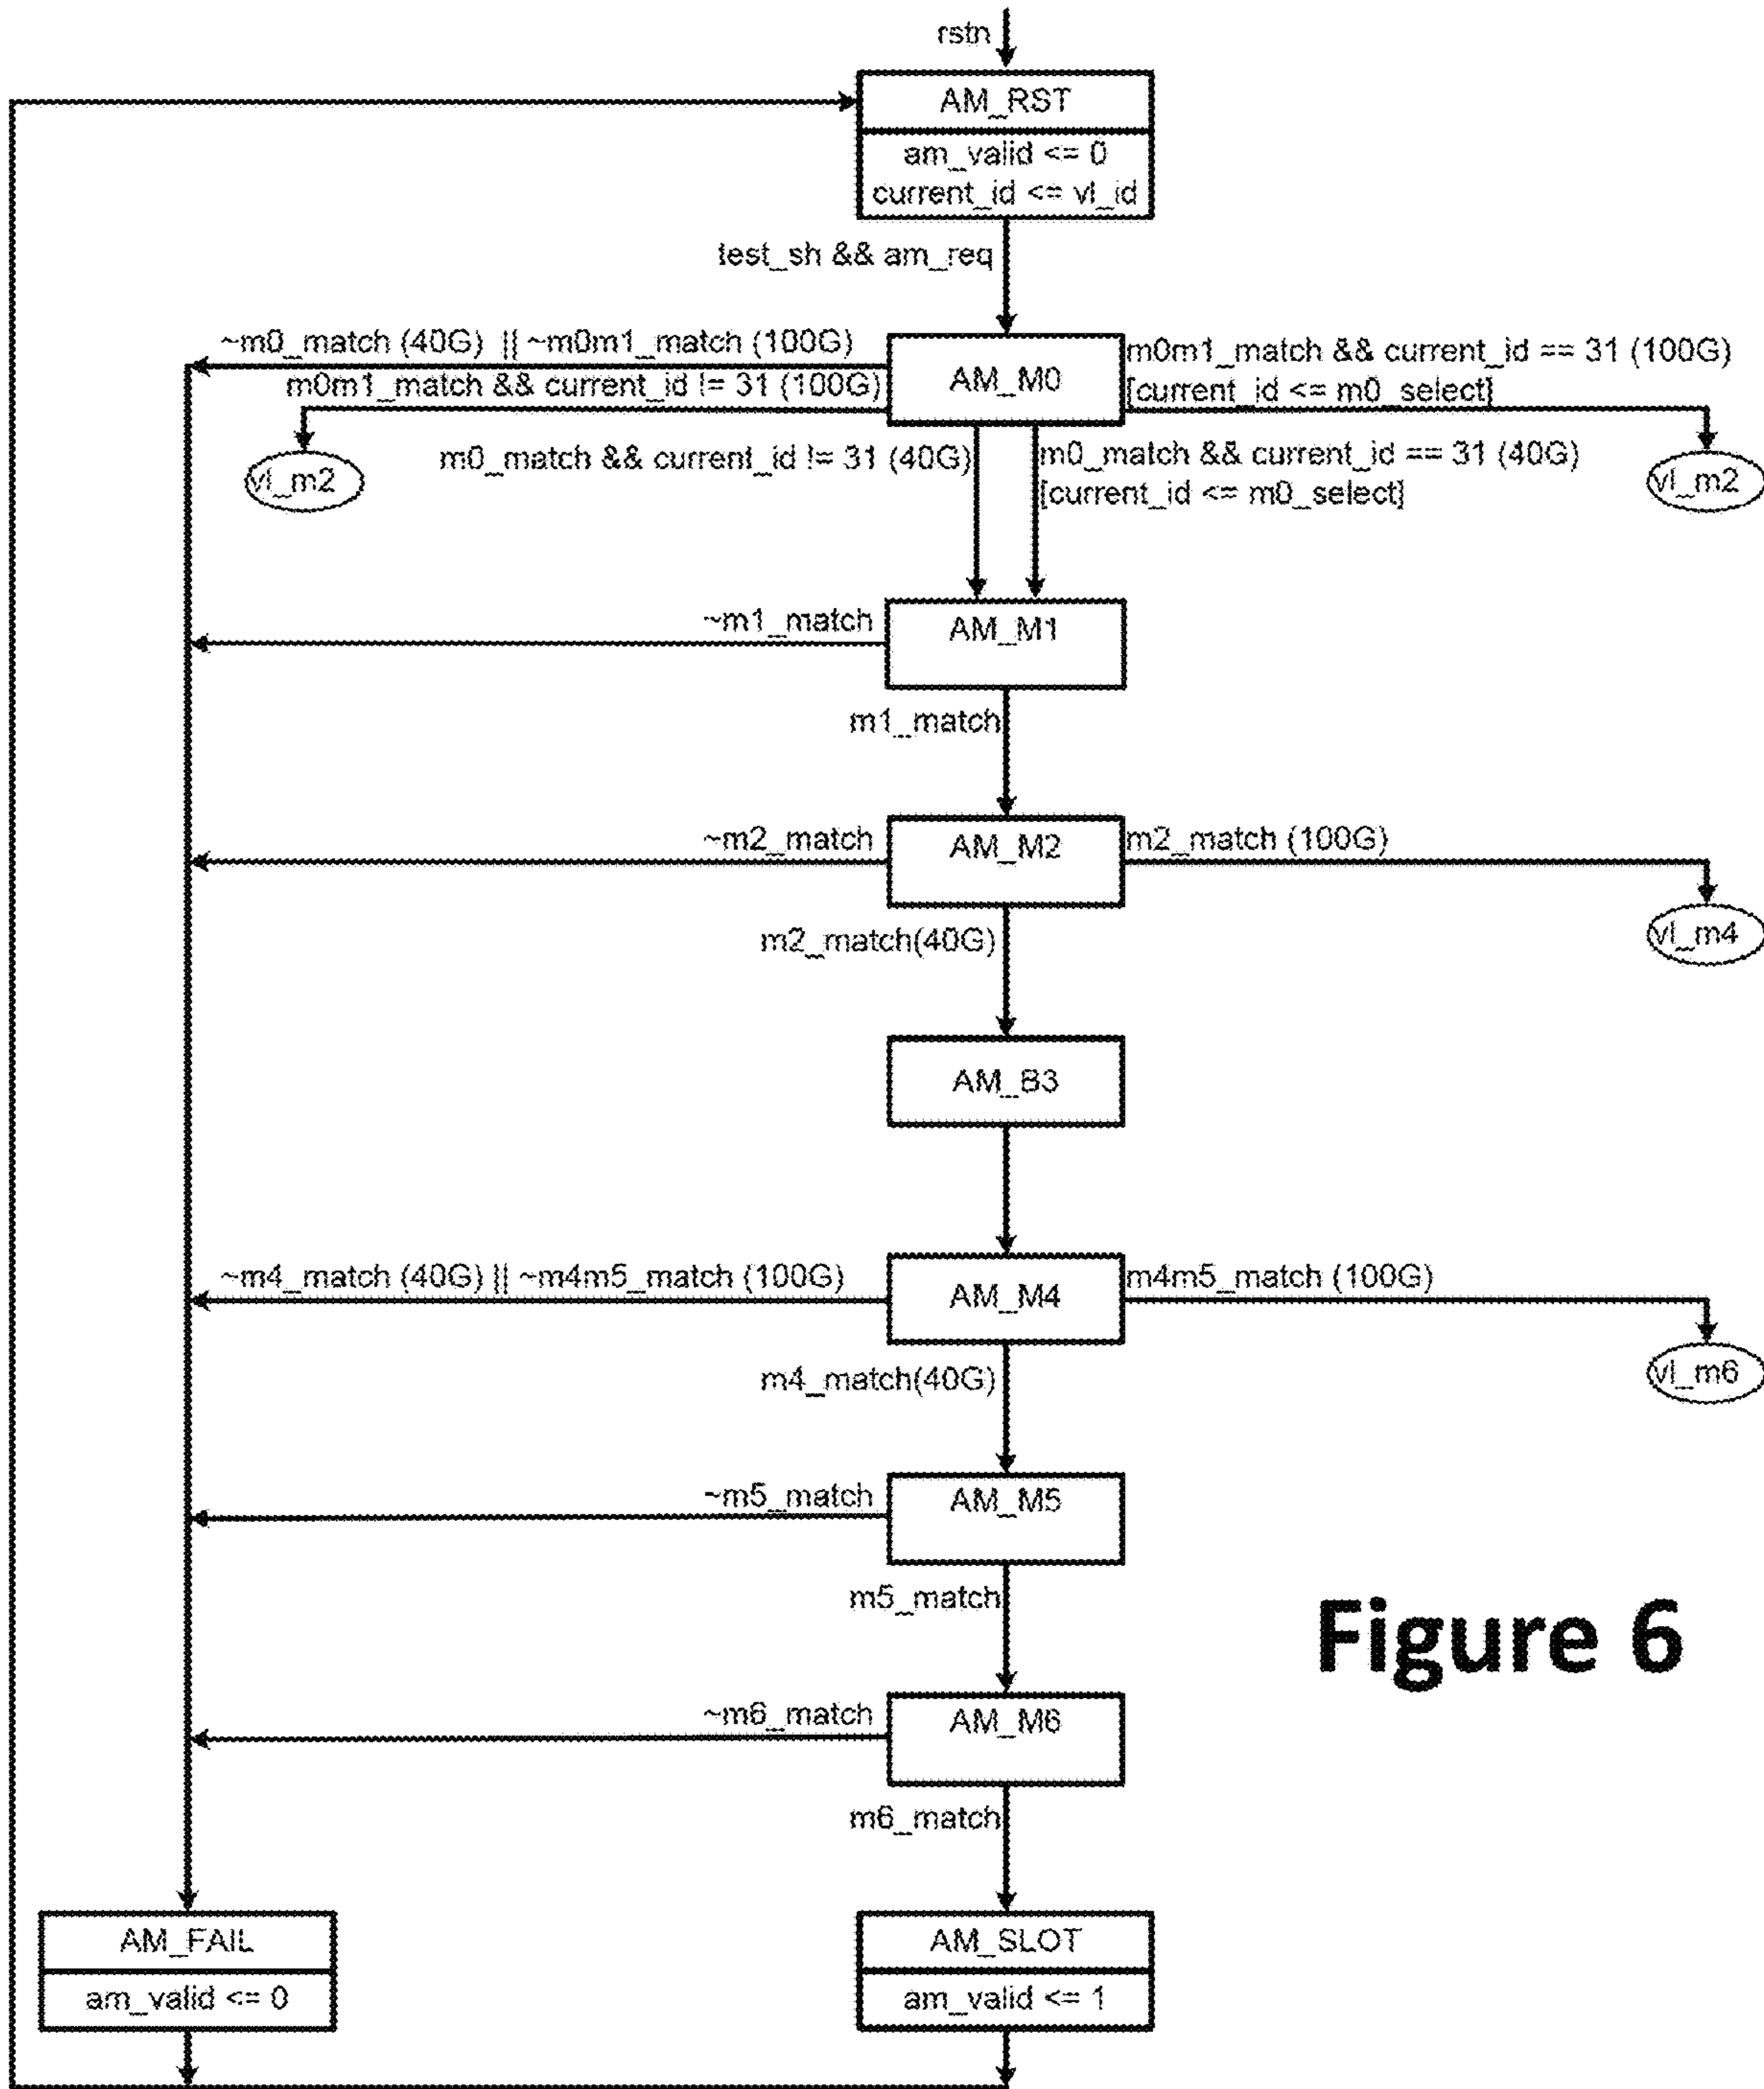 rstn
AM_RST
am_valid <= 0
current_id <= vl_id
test_sh && am_req
~m0_match (40G) || ~m0m1_match (100G)
m0m1_match && current_id != 31 (100G)
AM_M0
m0m1_match && current_id == 31 (100G)
[current_id <= m0_select]
vl_m2
m0_match && current_id != 31 (40G)
m0_match && current_id == 31 (40G)
[current_id <= m0_select]
vl_m2
~m1_match
AM_M1
m1_match
~m2_match
AM_M2
m2_match (100G)
m2_match(40G)
vl_m4
AM_B3
~m4_match (40G) || ~m4m5_match (100G)
AM_M4
m4m5_match (100G)
m4_match(40G)
vl_m6
~m5_match
AM_M5
m5_match
Figure 6
~m6_match
AM_M6
m6_match
AM_FAIL
am_valid <= 0
AM_SLOT
am_valid <= 1